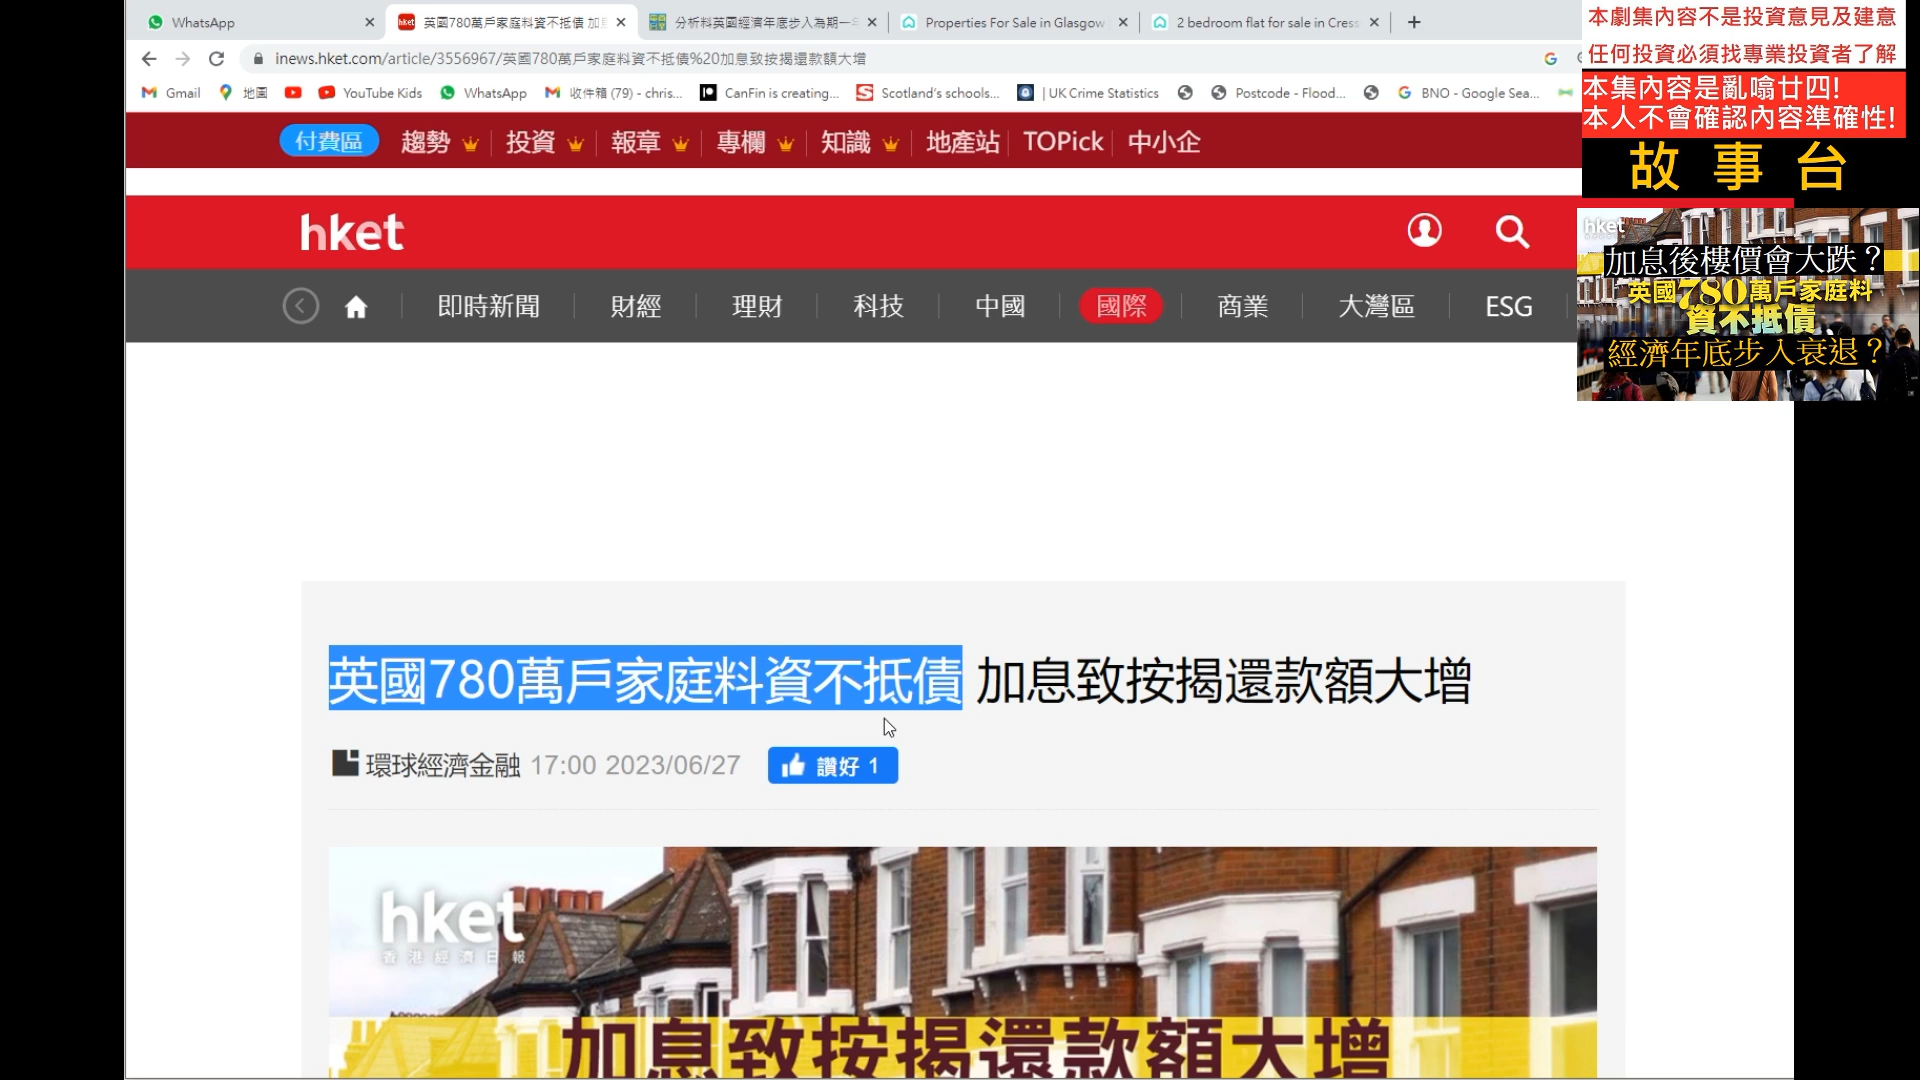 WhatsApp
英國780萬戶家庭料資不抵債 加
分析料英國經濟年底步入為期一年
Properties For Sale in Glasgow
2 bedroom flat for sale in Cress
inews.hket.com/article/3556967/英國780萬戶家庭料資不抵債%20加息致按揭還款額大增
Gmail
地圖
YouTube Kids
WhatsApp
收件箱 (79) - chris...
CanFin is creating...
Scotland's schools...
| UK Crime Statistics
Postcode - Flood...
BNO - Google Sea...
本劇集內容不是投資意見及建意
任何投資必須找專業投資者了解
本集內容是亂噏廿四!
本人不會確認內容準確性!
故事台
付費區
趨勢
投資
報章
專欄
知識
地產站
TOPick
中小企
hket
即時新聞
財經
理財
科技
中國
國際
商業
大灣區
ESG
hket
加息後樓價會大跌？
英國780萬戶家庭料
資不抵債
經濟年底步入衰退？
英國780萬戶家庭料資不抵債 加息致按揭還款額大增
環球經濟金融 17:00 2023/06/27
讚好 1
hket
香港經濟日報
加息致按揭還款額大增